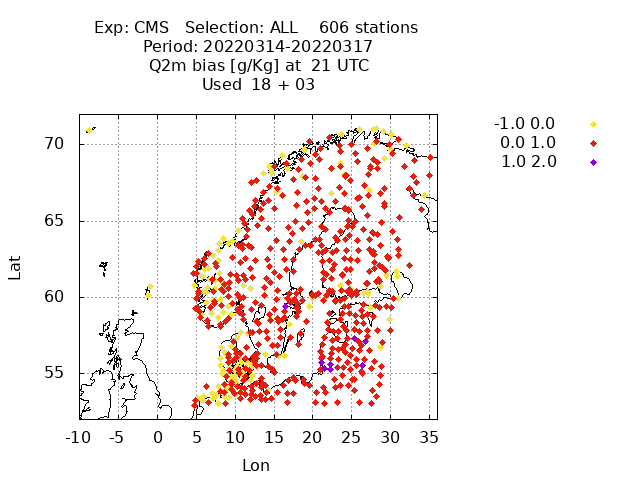 Exp: CMS   Selection: ALL    606 stations
Period: 20220314-20220317
Q2m bias [g/Kg] at  21 UTC
Used  18 + 03
-1.0 0.0
0.0 1.0
1.0 2.0
70
65
60
55
Lat
-10 -5 0 5 10 15 20 25 30 35
Lon